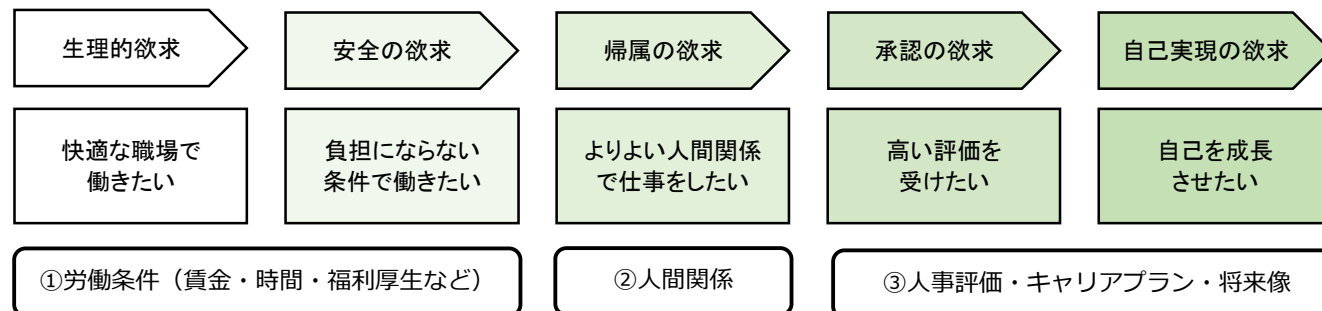 生理的欲求
安全の欲求
帰属の欲求
承認の欲求
自己実現の欲求
快適な職場で
働きたい
負担にならない
条件で働きたい
よりよい人間関係
で仕事をしたい
高い評価を
受けたい
自己を成長
させたい
①労働条件（賃金・時間・福利厚生など）
②人間関係
③人事評価・キャリアプラン・将来像